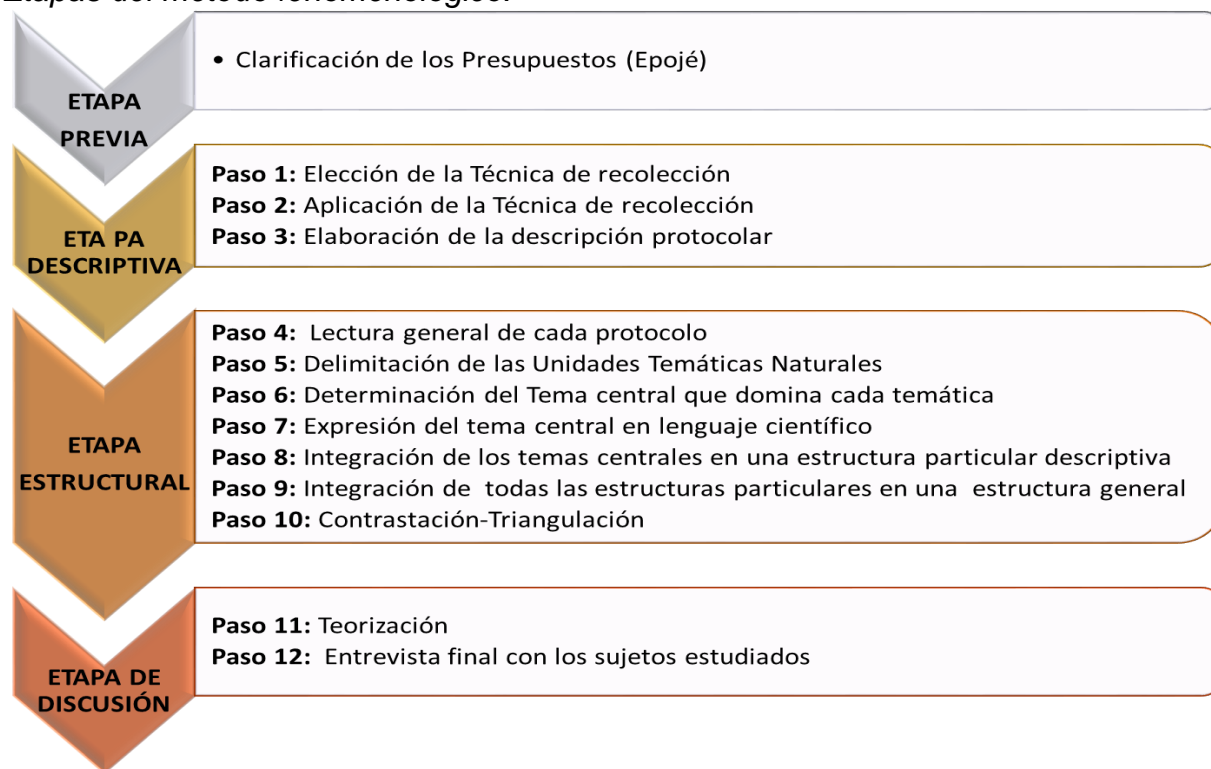 Etapas del método fenomenológico.
• Clarificación de los Presupuestos (Epojé)
ETAPA
PREVIA
Paso 1: Elección de la Técnica de recolección
Paso 2: Aplicación de la Técnica de recolección
Paso 3: Elaboración de la descripción protocolar
ETA PA
DESCRIPTIVA
Paso 4: Lectura general de cada protocolo
Paso 5: Delimitación de las Unidades Temáticas Naturales
Paso 6: Determinación del Tema central que domina cada temática
Paso 7: Expresión del tema central en lenguaje científico
Paso 8: Integración de los temas centrales en una estructura particular descriptiva
Paso 9: Integración de todas las estructuras particulares en una estructura general
Paso 10: Contrastación-Triangulación
ETAPA
ESTRUCTURAL
Paso 11: Teorización
Paso 12: Entrevista final con los sujetos estudiados
ETAPA DE
DISCUSIÓN